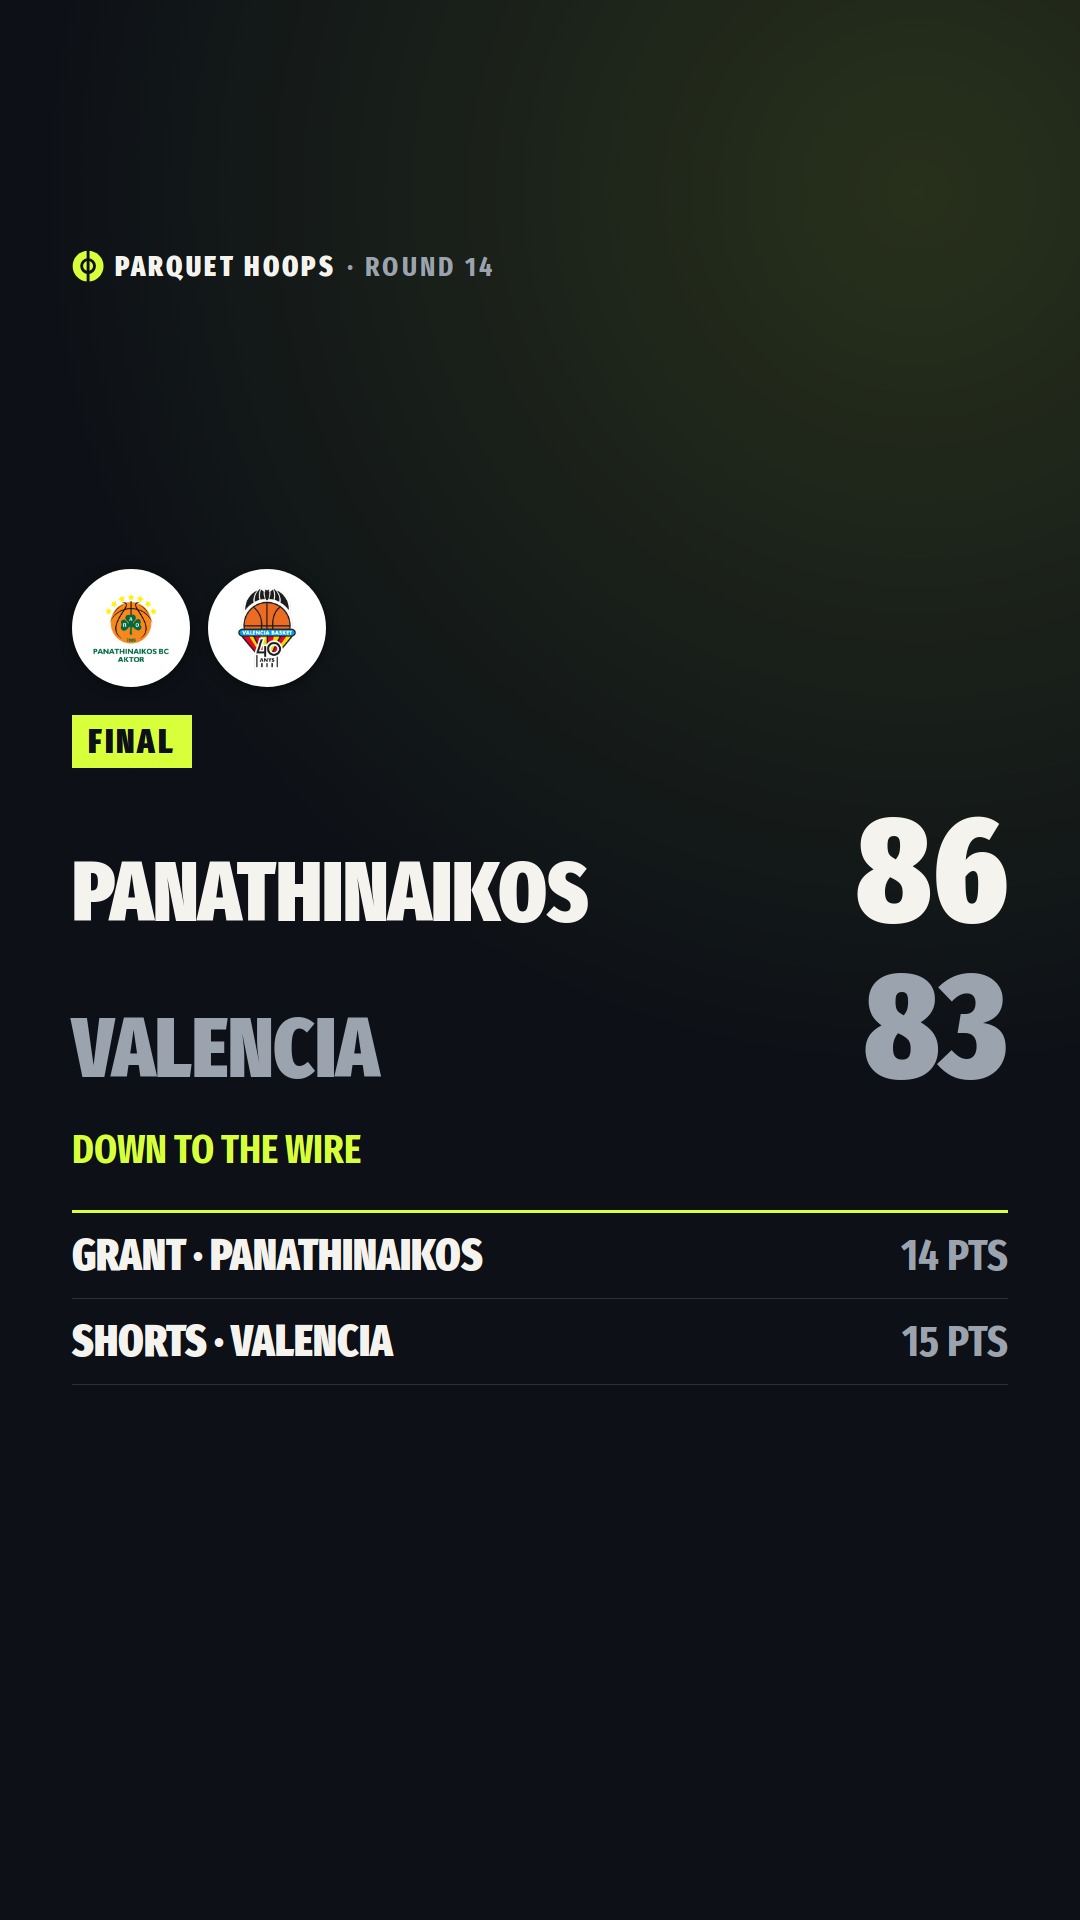 PARQUET HOOPS · ROUND 14
PANATHINAIKOS BC
AKTOR
VALENCIA BASKET
40
ANYS
FINAL
PANATHINAIKOS 86
VALENCIA 83
DOWN TO THE WIRE
GRANT · PANATHINAIKOS 14 PTS
SHORTS · VALENCIA 15 PTS